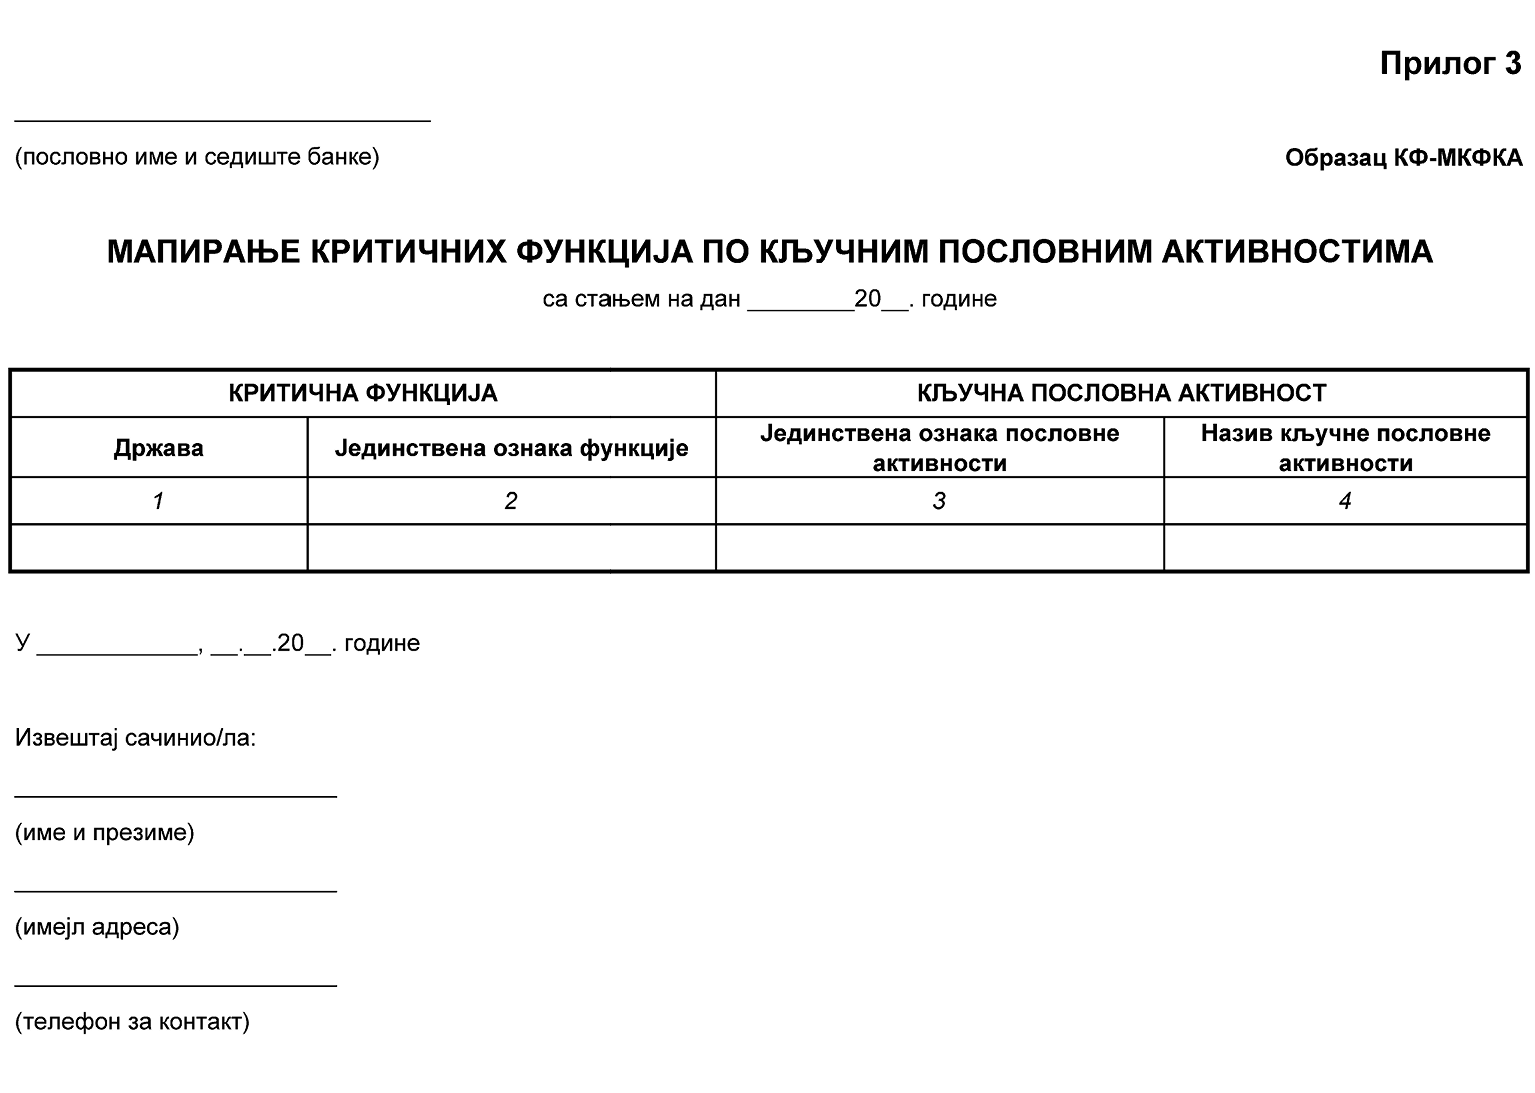 Прилог 3
_______________________________
(пословно име и седиште банке)
Образац КФ-МКФКА
МАПИРАЊЕ КРИТИЧНИХ ФУНКЦИЈА ПО КЉУЧНИМ ПОСЛОВНИМ АКТИВНОСТИМА
са стањем на дан ________20__. године
КРИТИЧНА ФУНКЦИЈА
КЉУЧНА ПОСЛОВНА АКТИВНОСТ
Држава
Јединствена ознака функције
Јединствена ознака пословне
активности
Назив кључне пословне
активности
1
2
3
4
У ____________, __.__.20__. године
Извештај сачинио/ла:
________________________
(име и презиме)
________________________
(имејл адреса)
________________________
(телефон за контакт)